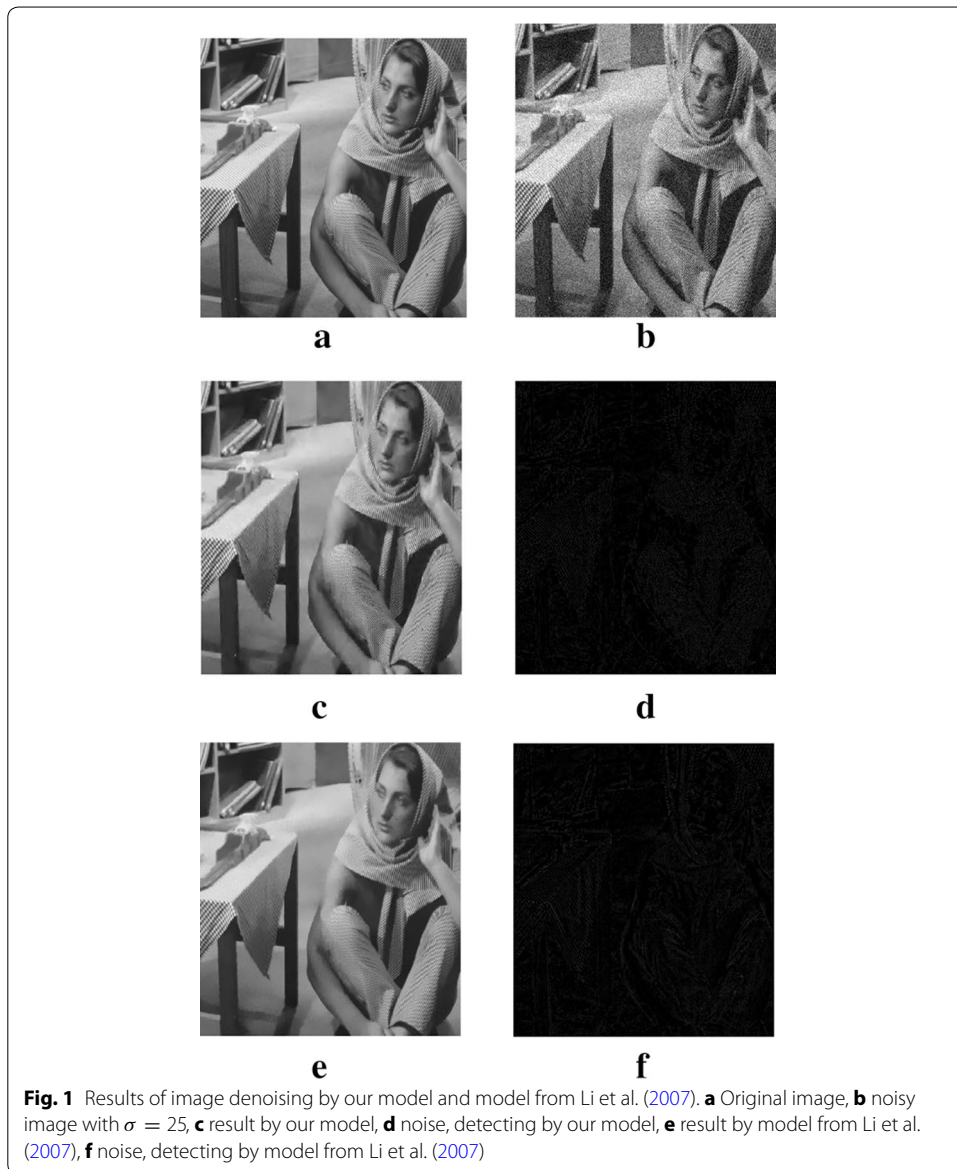 a
b
c
d
e
f
Fig. 1 Results of image denoising by our model and model from Li et al. (2007). a Original image, b noisy
image with σ = 25, c result by our model, d noise, detecting by our model, e result by model from Li et al.
(2007), f noise, detecting by model from Li et al. (2007)